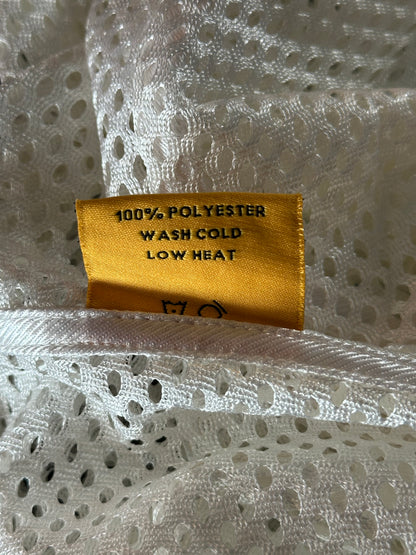 100% POLYESTER
WASH COLD
LOW HEAT